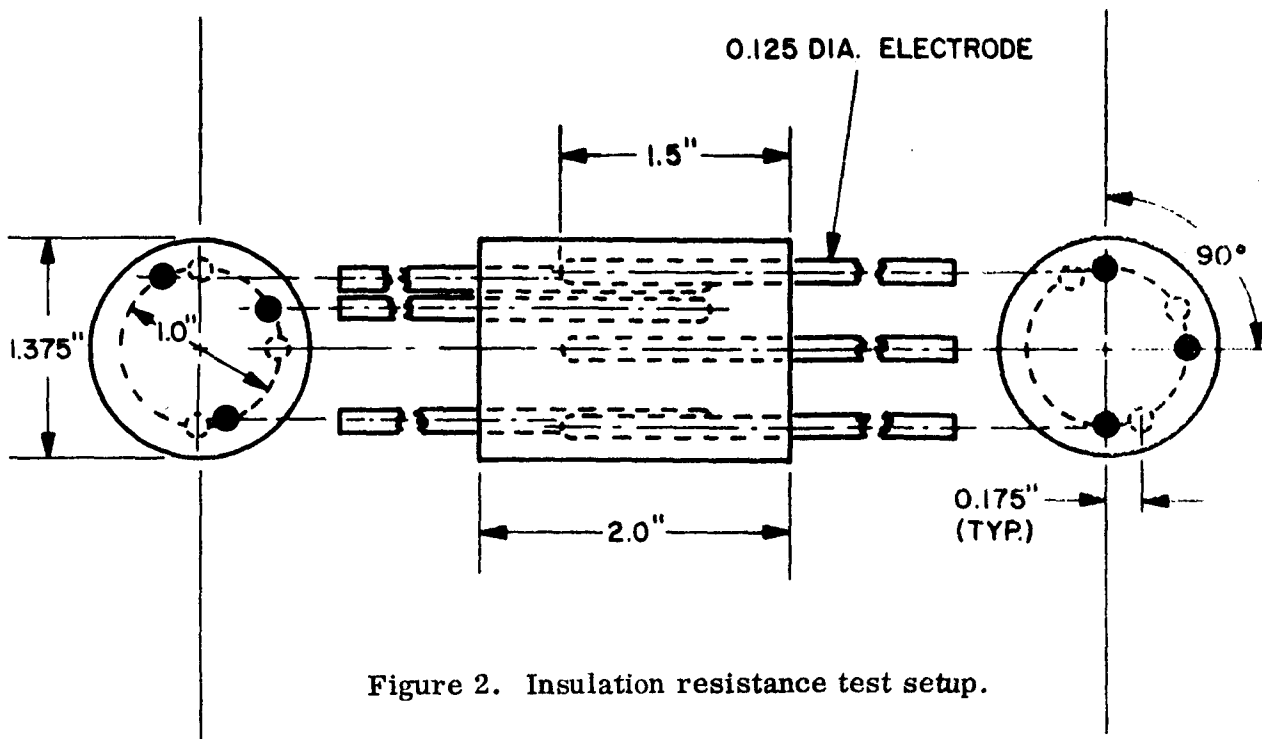 0.125 DIA. ELECTRODE
1.5"
90°
1.0"
1.375"
0.175"
(TYP.)
2.0"
Figure 2. Insulation resistance test setup.